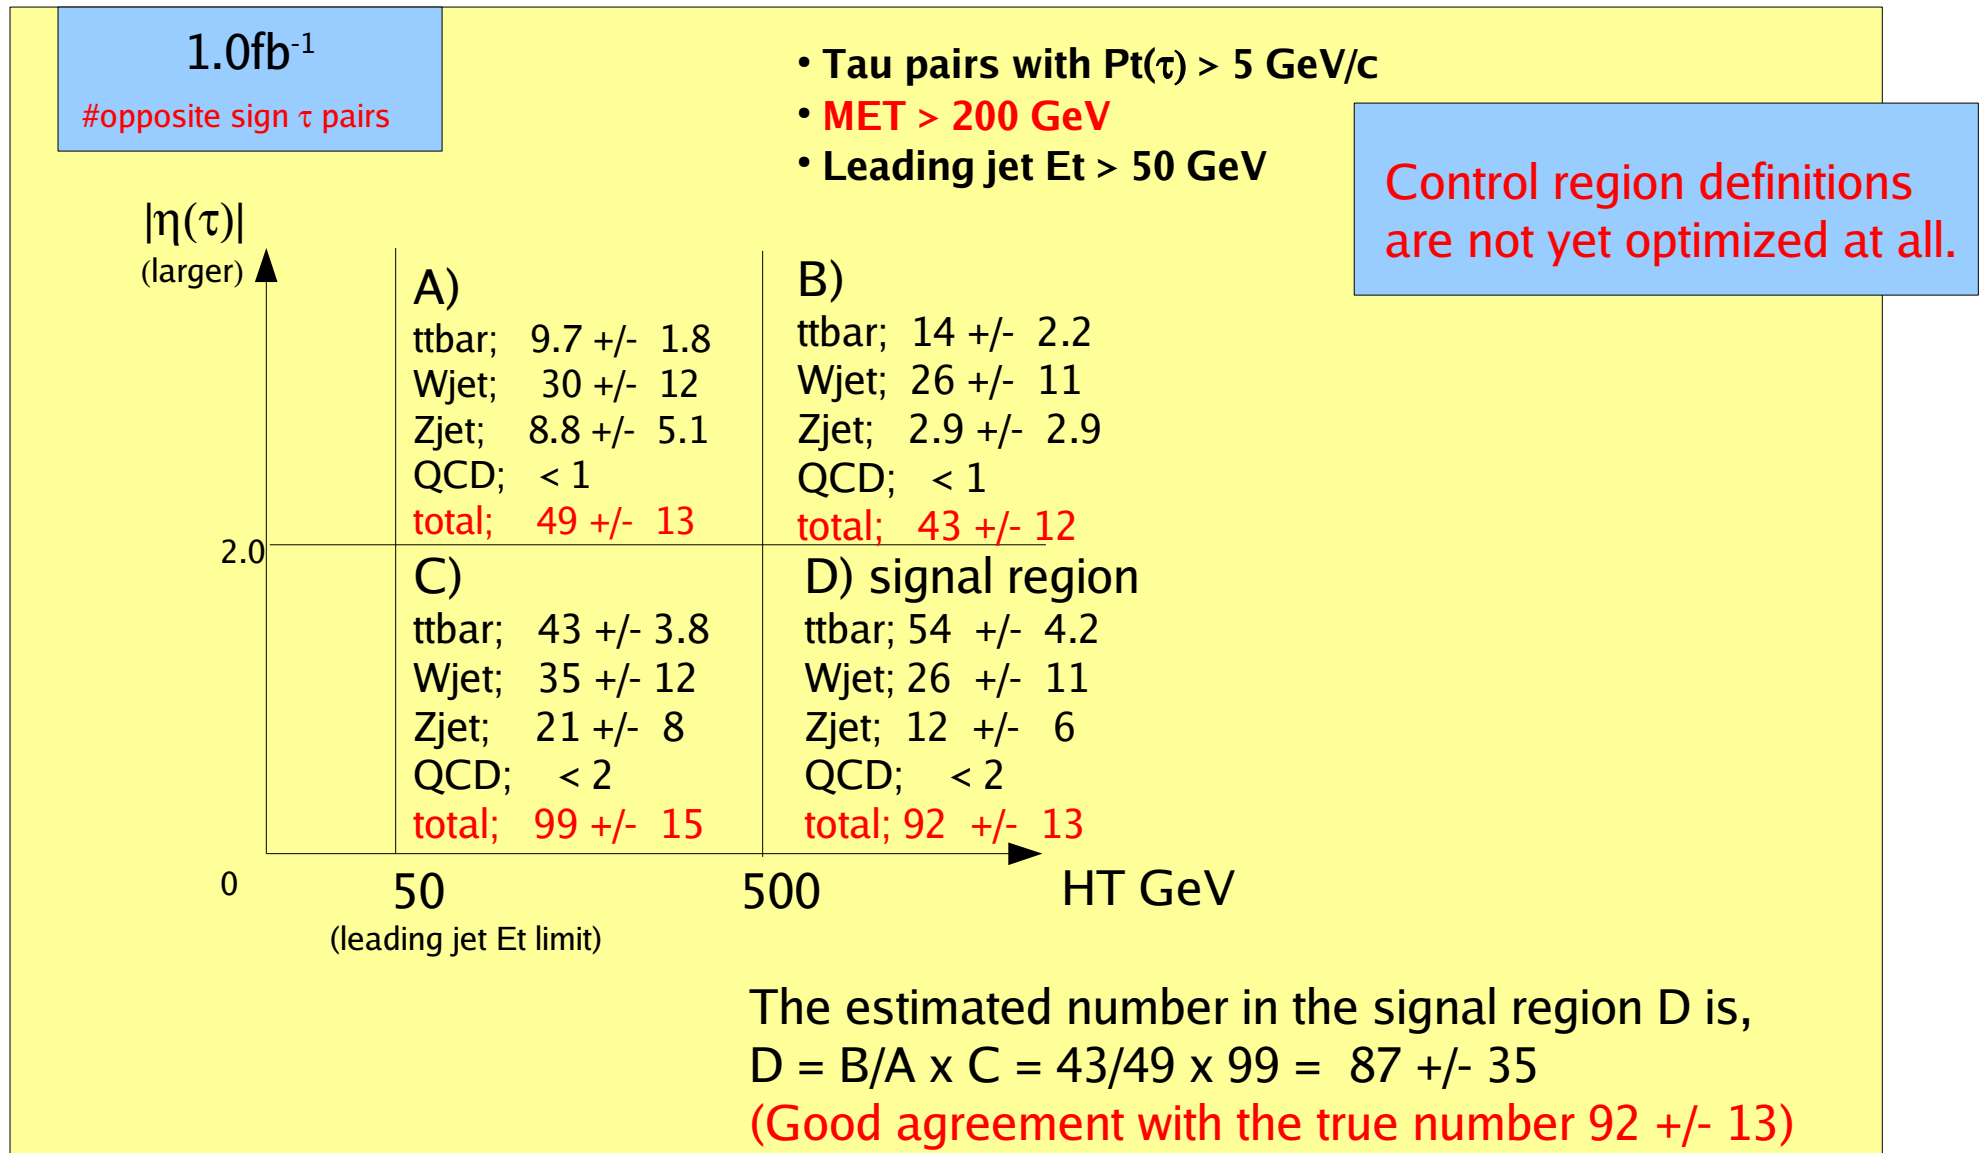 1.0fb-1
#opposite sign τ pairs
• Tau pairs with Pt(τ) > 5 GeV/c
• MET > 200 GeV
• Leading jet Et > 50 GeV
Control region definitions
are not yet optimized at all.
|η(τ)|
(larger)
A)
ttbar; 9.7 +/- 1.8
Wjet; 30 +/- 12
Zjet; 8.8 +/- 5.1
QCD; < 1
total; 49 +/- 13
B)
ttbar; 14 +/- 2.2
Wjet; 26 +/- 11
Zjet; 2.9 +/- 2.9
QCD; < 1
total; 43 +/- 12
2.0
C)
ttbar; 43 +/- 3.8
Wjet; 35 +/- 12
Zjet; 21 +/- 8
QCD; < 2
total; 99 +/- 15
D) signal region
ttbar; 54 +/- 4.2
Wjet; 26 +/- 11
Zjet; 12 +/- 6
QCD; < 2
total; 92 +/- 13
0
50
500
HT GeV
(leading jet Et limit)
The estimated number in the signal region D is,
D = B/A x C = 43/49 x 99 = 87 +/- 35
(Good agreement with the true number 92 +/- 13)